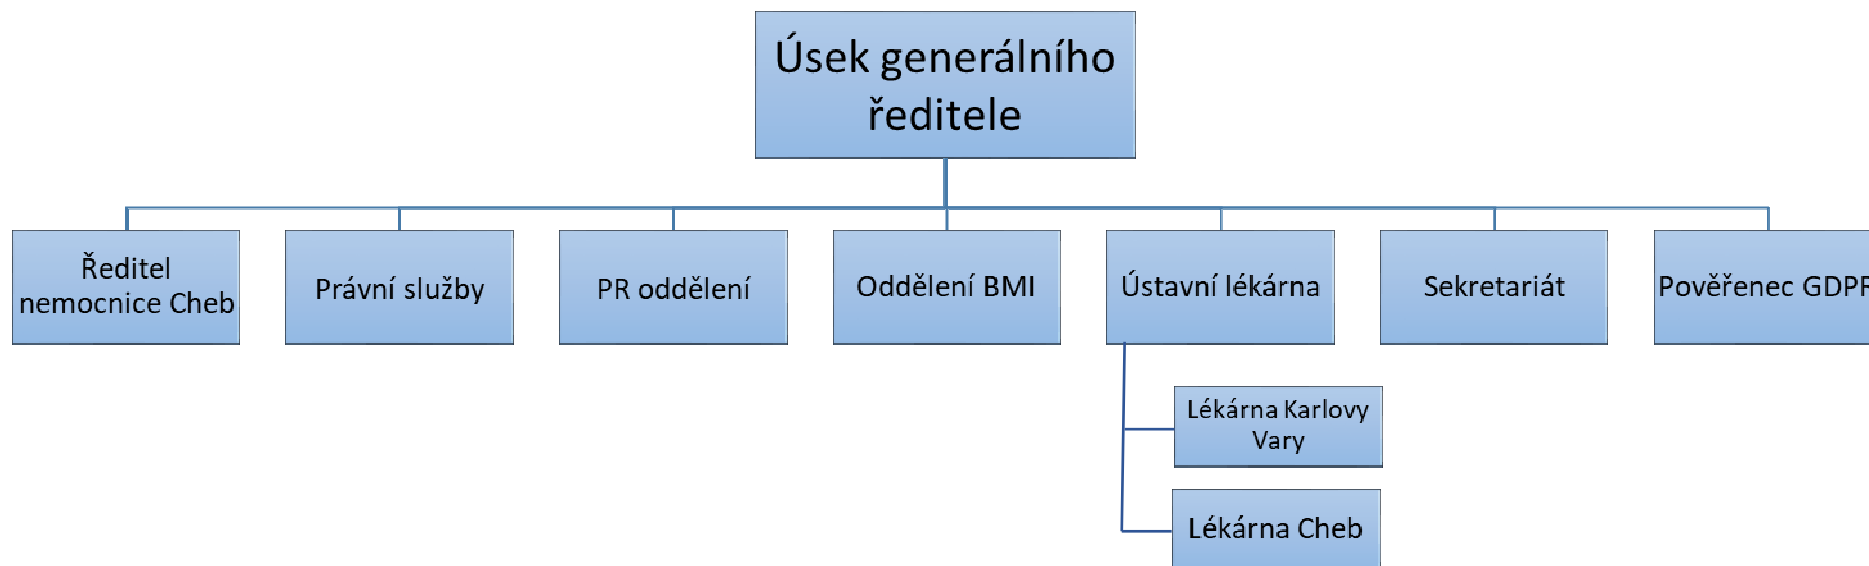 Úsek generálního
ředitele
Ředitel
nemocnice Cheb
Právní služby
PR oddělení
Oddělení BMI
Ústavní lékárna
Sekretariát
Pověřenec GDPR
Lékárna Karlovy
Vary
Lékárna Cheb